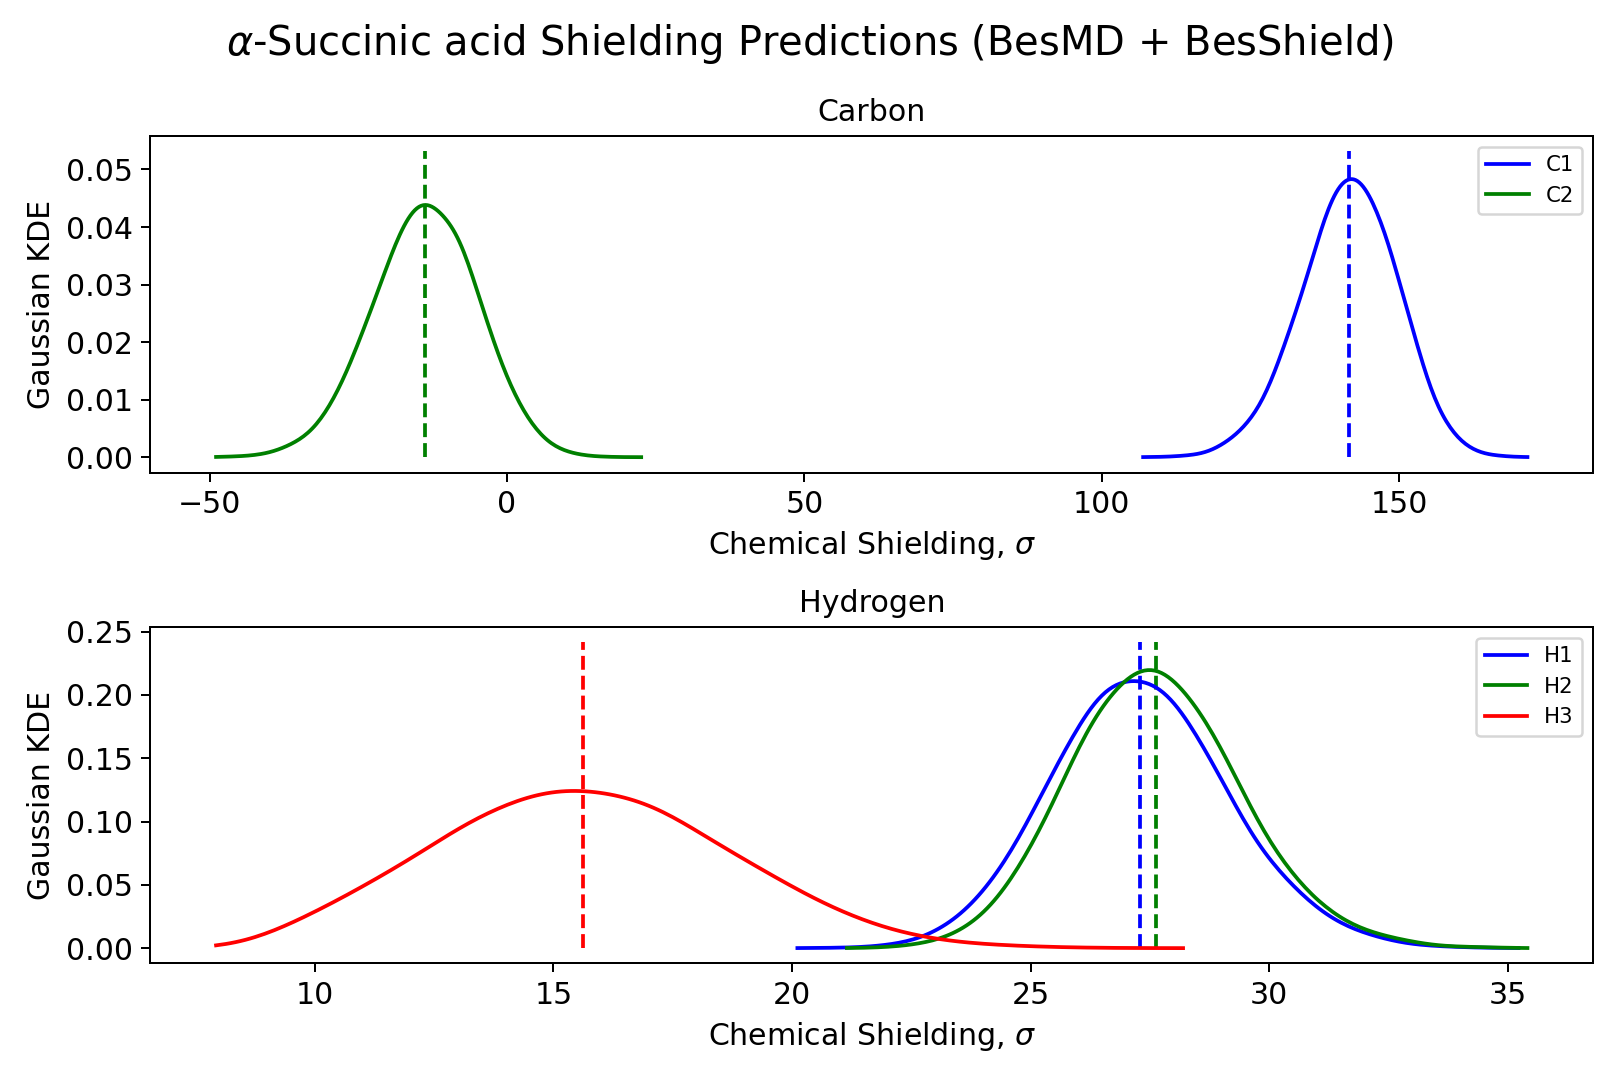 α-Succinic acid Shielding Predictions (BesMD + BesShield)
Carbon
Gaussian KDE
0.05
0.04
0.03
0.02
0.01
0.00
C1
C2
−50 0 50 100 150
Chemical Shielding, σ
Hydrogen
Gaussian KDE
0.25
0.20
0.15
0.10
0.05
0.00
H1
H2
H3
10 15 20 25 30 35
Chemical Shielding, σ